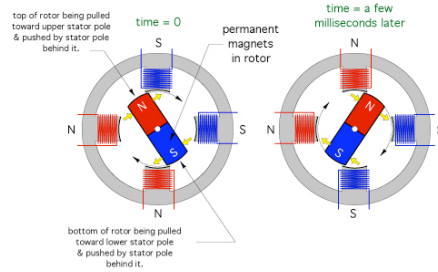 top of rotor being pulled
toward upper stator pole
& pushed by stator pole
behind it.
time = 0
permanent
magnets
in rotor
time = a few
milliseconds later
S
N
N
N
S
S
N
bottom of rotor being pulled
toward lower stator pole
& pushed by stator pole
behind it.
N
N
N
S
S
S